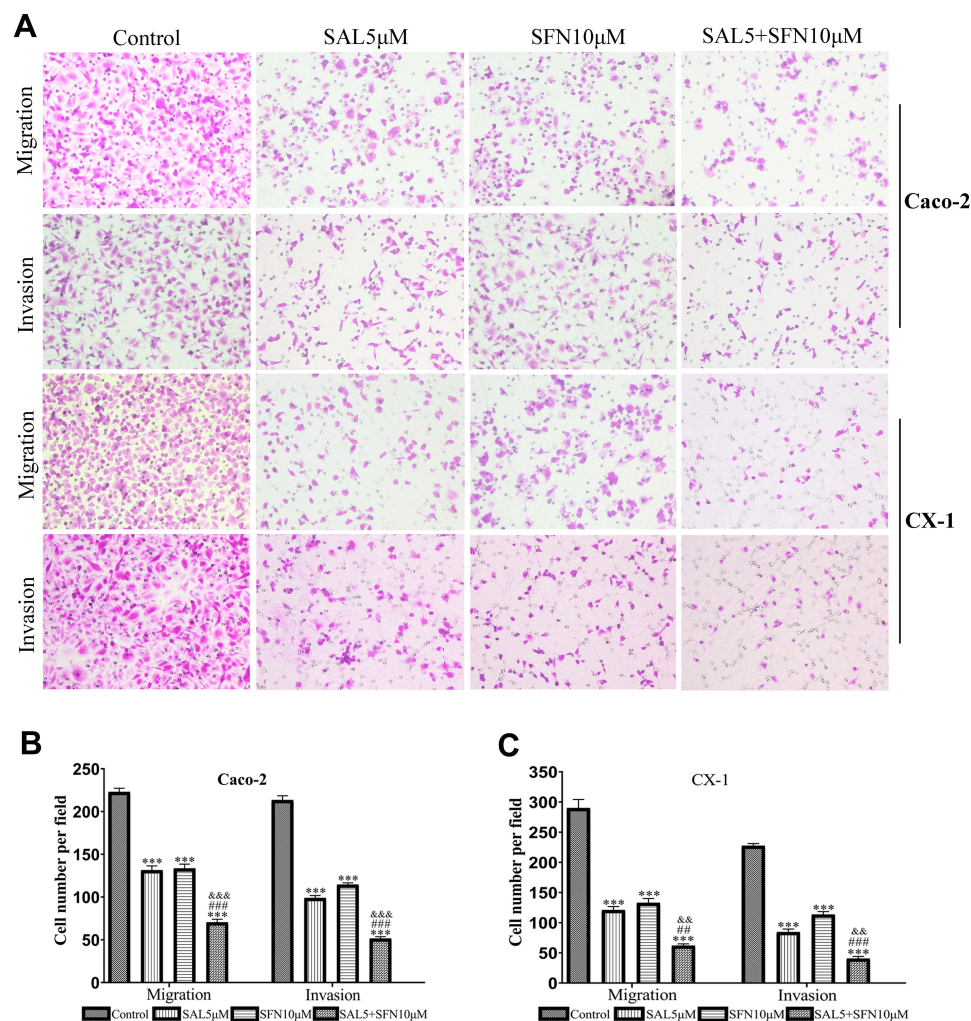 A
Control SAL5μM SFN10μM SAL5+SFN10μM
Migration
Invasion
Caco-2
Migration
Invasion
CX-1
B
Caco-2
Cell number per field
250
200
150
100
50
0
***
***
&&&
###
***
***
***
&&&
###
***
Migration Invasion
Control SAL5μM SFN10μM SAL5+SFN10μM
C
CX-1
Cell number per field
350
300
250
200
150
100
50
0
***
***
&&
##
***
***
***
&&
###
***
Migration Invasion
Control SAL5μM SFN10μM SAL5+SFN10μM